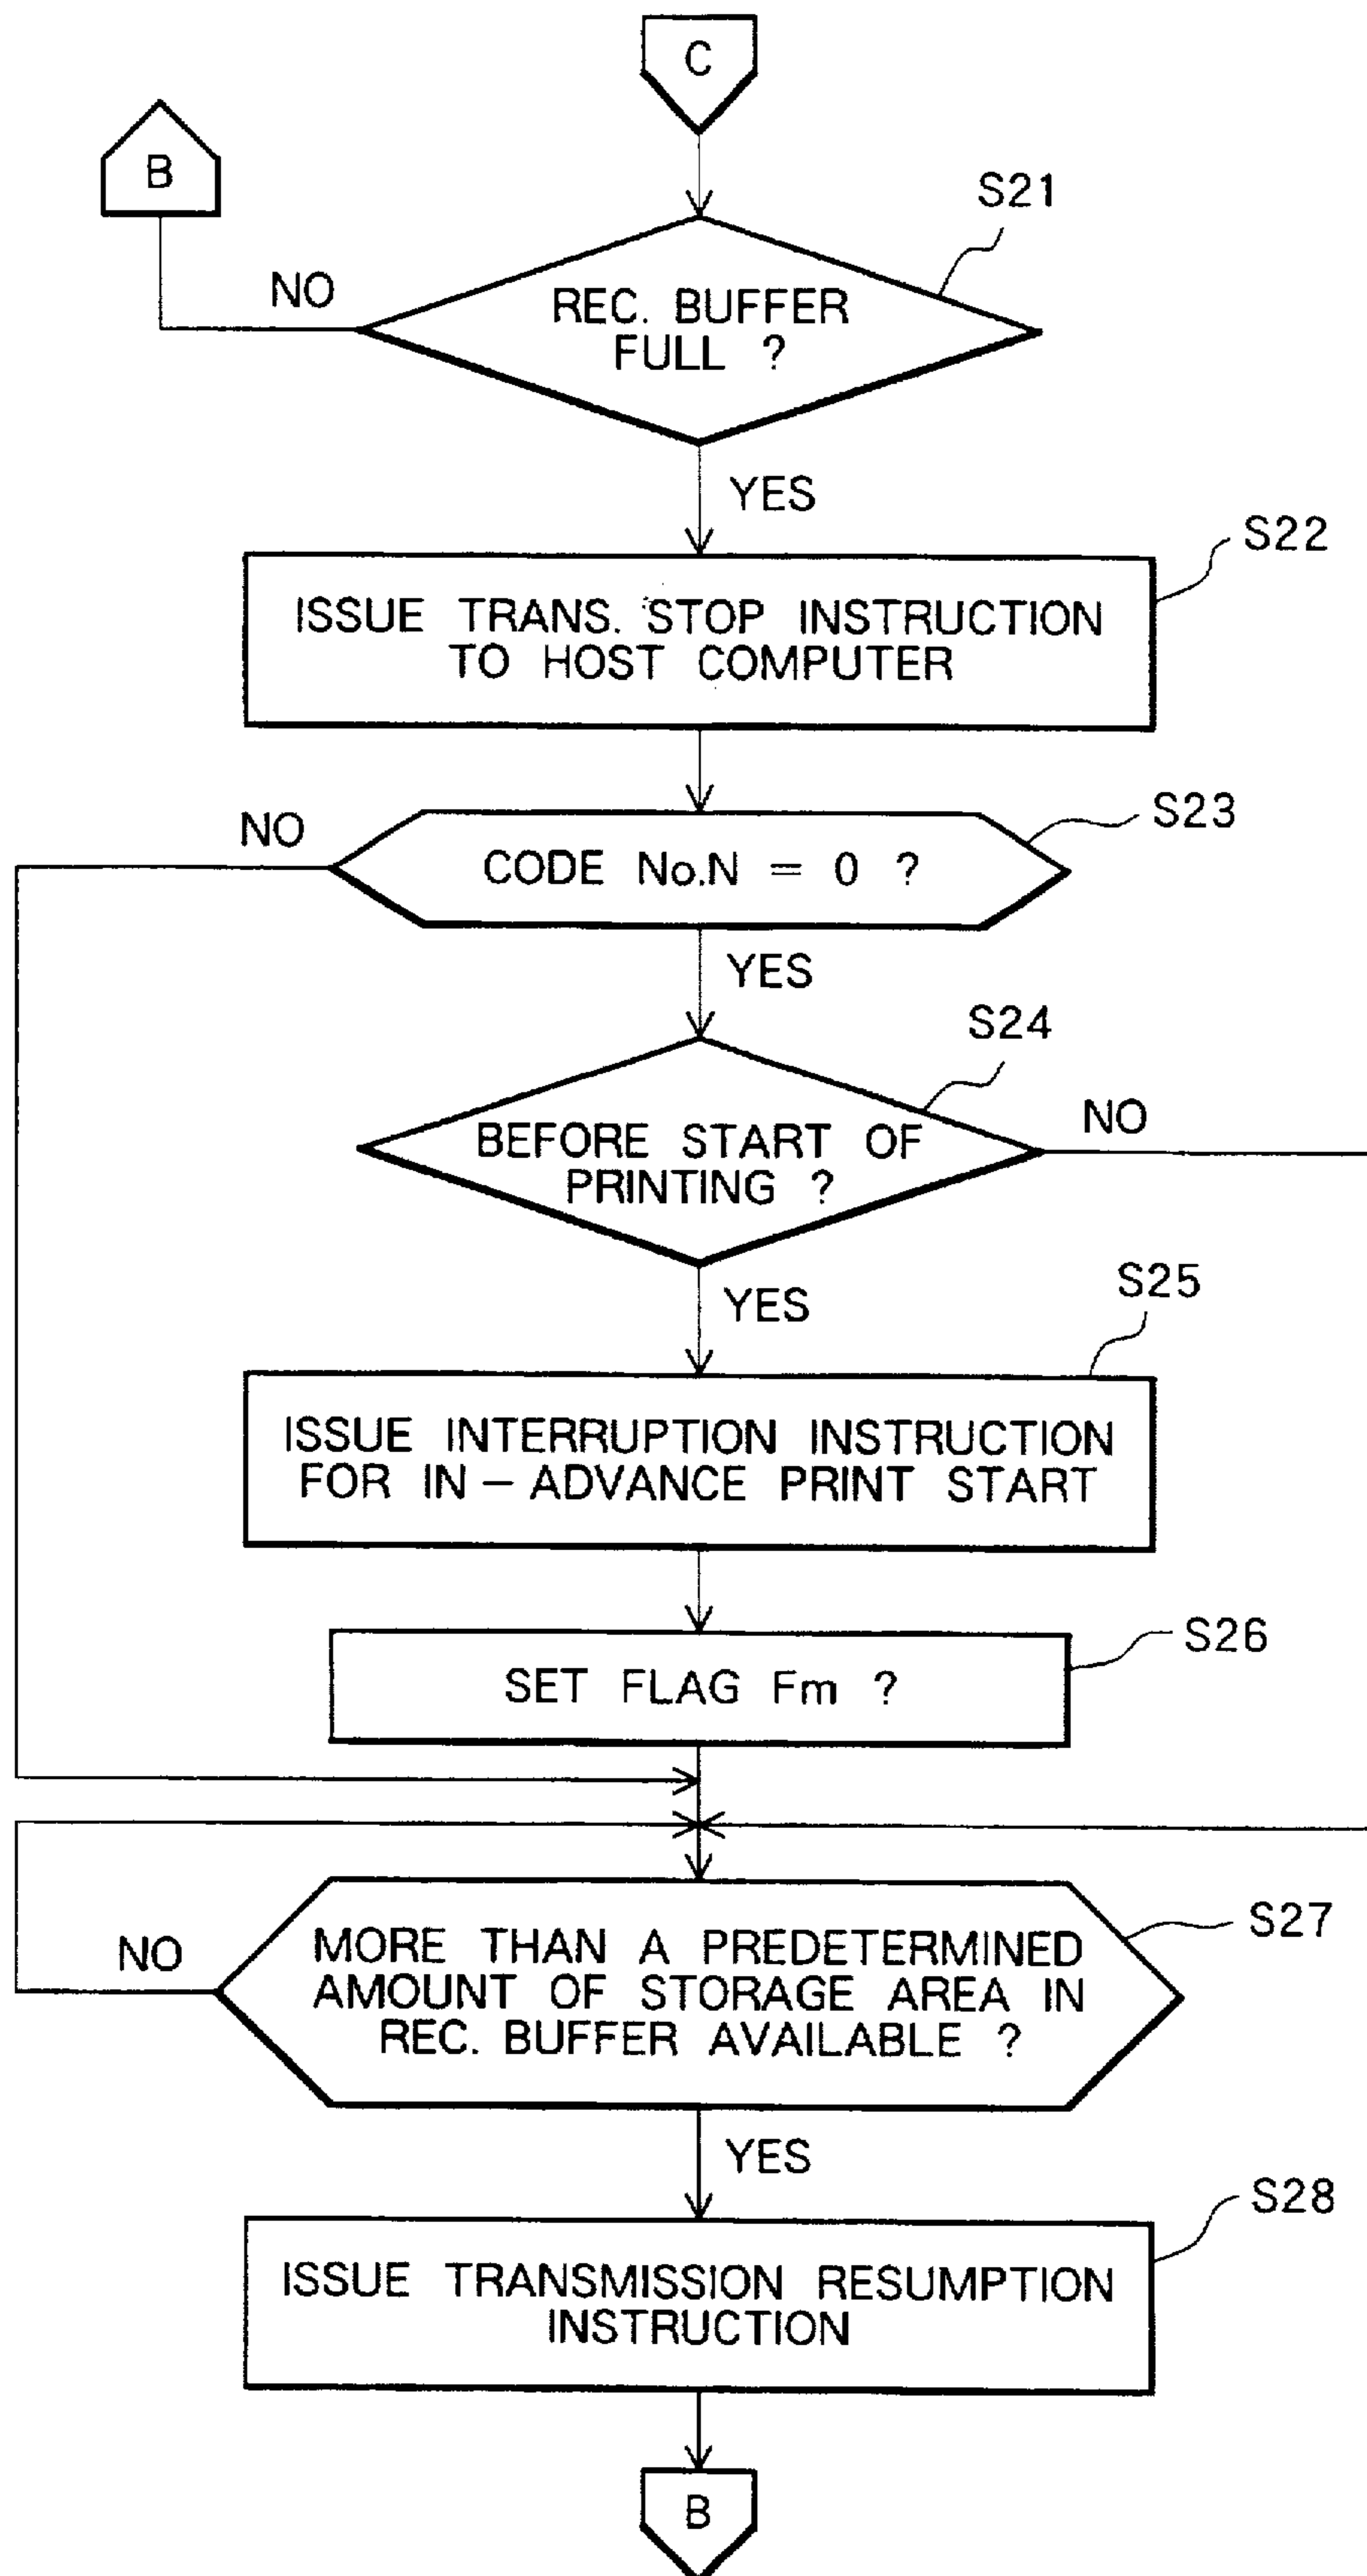 C
B
S21
NO
REC. BUFFER
FULL ?
YES
S22
ISSUE TRANS. STOP INSTRUCTION
TO HOST COMPUTER
S23
NO
CODE No.N = 0 ?
YES
S24
NO
BEFORE START OF
PRINTING ?
YES
S25
ISSUE INTERRUPTION INSTRUCTION
FOR IN – ADVANCE PRINT START
S26
SET FLAG Fm ?
S27
NO
MORE THAN A PREDETERMINED
AMOUNT OF STORAGE AREA IN
REC. BUFFER AVAILABLE ?
YES
S28
ISSUE TRANSMISSION RESUMPTION
INSTRUCTION
B